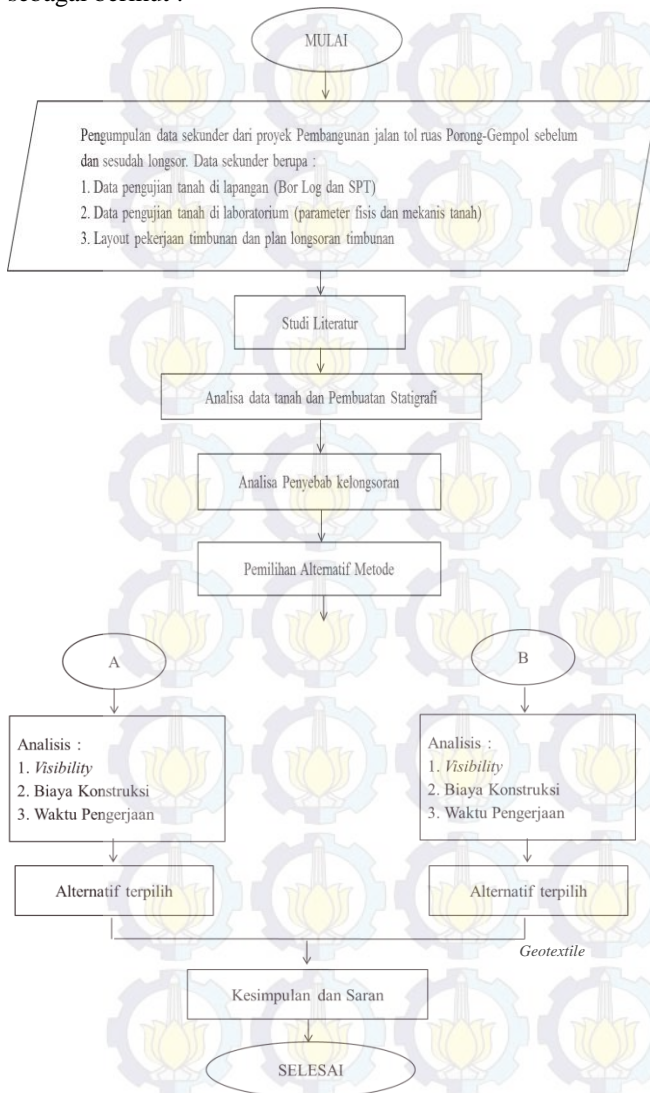 sebagai berikut :
MULAI
Pengumpulan data sekunder dari proyek Pembangunan jalan tol ruas Porong-Gempol sebelum
dan sesudah longsor. Data sekunder berupa :
1. Data pengujian tanah di lapangan (Bor Log dan SPT)
2. Data pengujian tanah di laboratorium (parameter fisis dan mekanis tanah)
3. Layout pekerjaan timbunan dan plan longsoran timbunan
Studi Literatur
Analisa data tanah dan Pembuatan Statigrafi
Analisa Penyebab kelongsoran
Pemilihan Alternatif Metode
A
Analisis :
1. Visibility
2. Biaya Konstruksi
3. Waktu Pengerjaan
Alternatif terpilih
B
Analisis :
1. Visibility
2. Biaya Konstruksi
3. Waktu Pengerjaan
Alternatif terpilih
Geotextile
Kesimpulan dan Saran
SELESAI